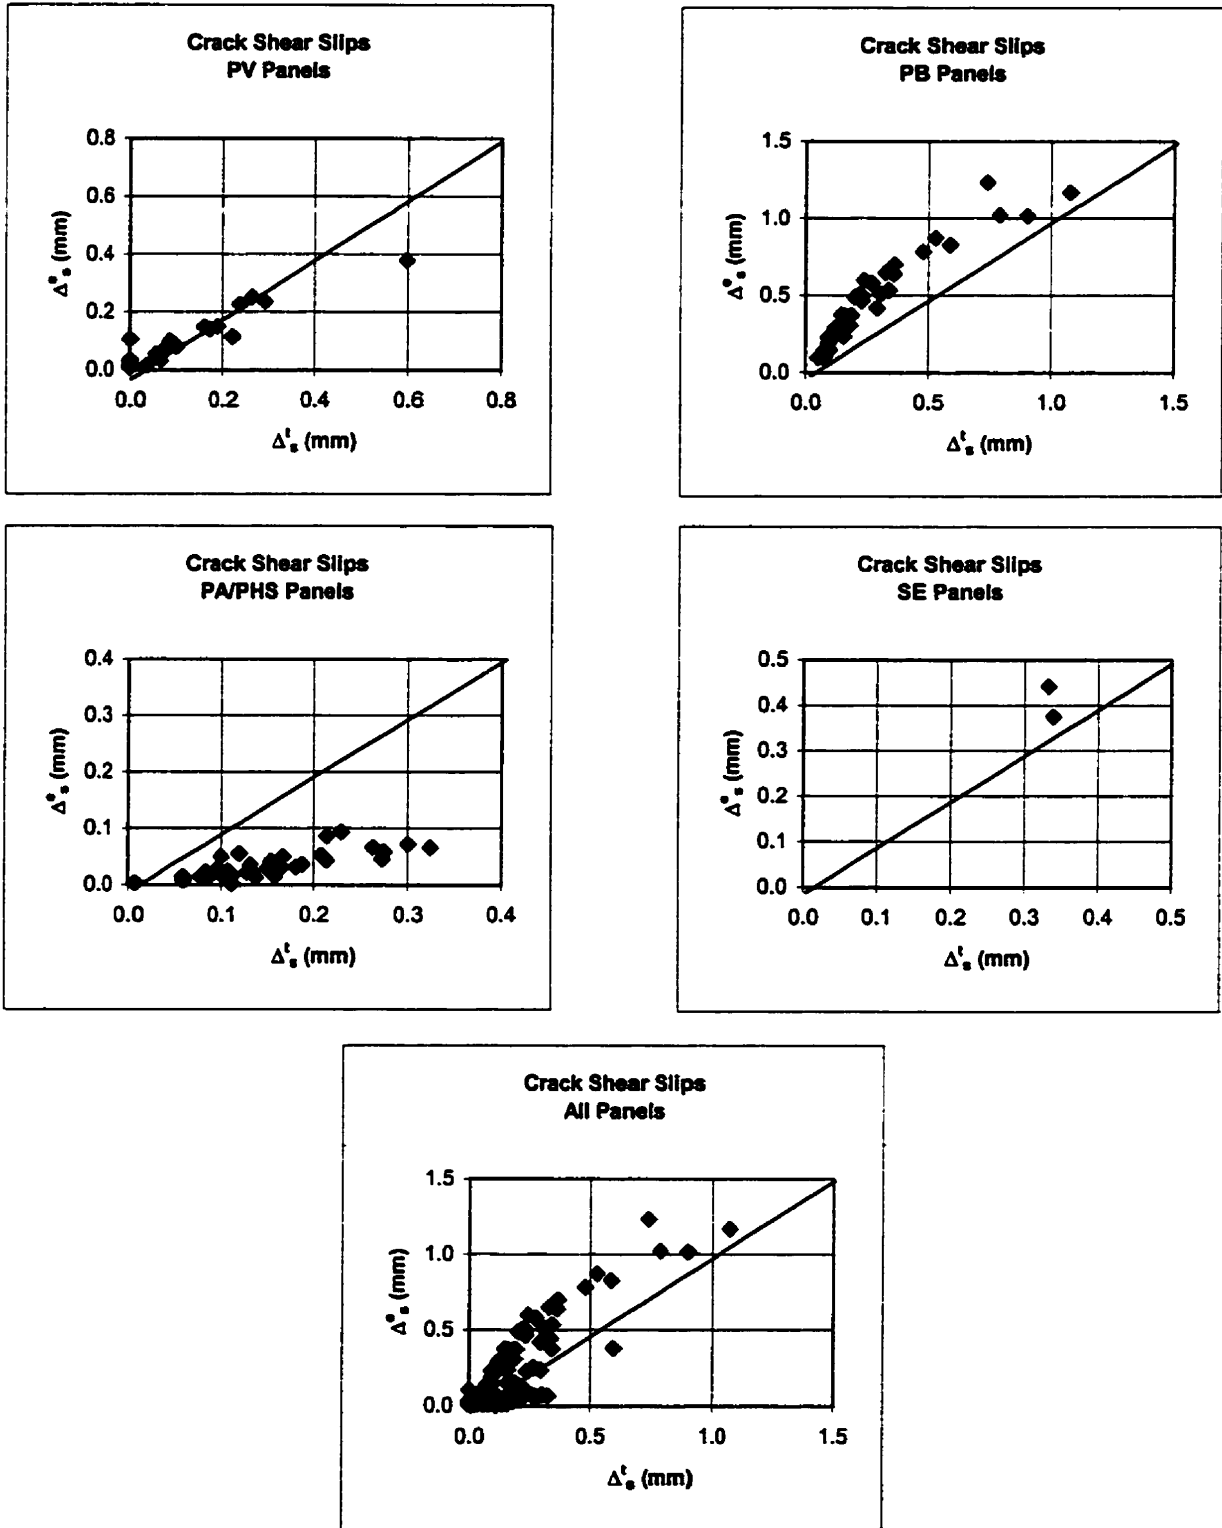 Crack Shear Slips
PV Panels
0.8
0.6
0.4
0.2
0.0
Δᵉₛ (mm)
0.0 0.2 0.4 0.6 0.8
Δᵗₛ (mm)
Crack Shear Slips
PB Panels
1.5
1.0
0.5
0.0
Δᵉₛ (mm)
0.0 0.5 1.0 1.5
Δᵗₛ (mm)
Crack Shear Slips
PA/PHS Panels
0.4
0.3
0.2
0.1
0.0
Δᵉₛ (mm)
0.0 0.1 0.2 0.3 0.4
Δᵗₛ (mm)
Crack Shear Slips
SE Panels
0.5
0.4
0.3
0.2
0.1
0.0
Δᵉₛ (mm)
0.0 0.1 0.2 0.3 0.4 0.5
Δᵗₛ (mm)
Crack Shear Slips
All Panels
1.5
1.0
0.5
0.0
Δᵉₛ (mm)
0.0 0.5 1.0 1.5
Δᵗₛ (mm)